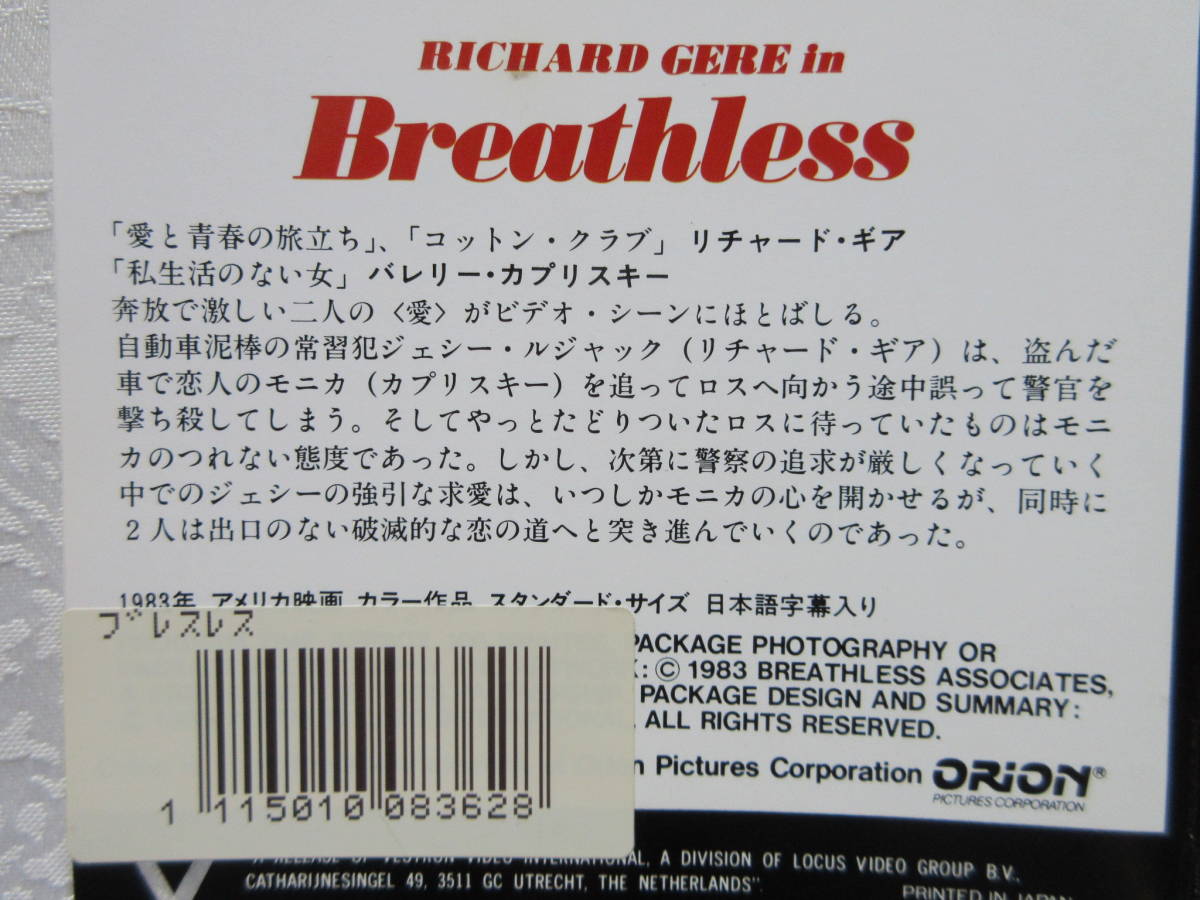 RICHARD GERE in
Breathless
「愛と青春の旅立ち」、「コットン・クラブ」 リチャード・ギア
「私生活のない女」 バレリー・カプリスキー
奔放で激しい二人の〈愛〉がビデオ・シーンにほとばしる。
自動車泥棒の常習犯ジェシー・ルジャック(リチャード・ギア)は、盗んだ
車で恋人のモニカ(カプリスキー)を追ってロスへ向かう途中誤って警官を
撃ち殺してしまう。そしてやっとたどりついたロスに待っていたものはモニ
カのつれない態度であった。しかし、次第に警察の追求が厳しくなっていく
中でのジェシーの強引な求愛は、いつしかモニカの心を開かせるが、同時に
2人は出口のない破滅的な恋の道へと突き進んでいくのであった。
1983年 アメリカ映画 カラー作品 スタンダード・サイズ 日本語字幕入り
ブレスレス
PACKAGE PHOTOGRAPHY OR
: © 1983 BREATHLESS ASSOCIATES,
PACKAGE DESIGN AND SUMMARY:
ALL RIGHTS RESERVED.
Pictures Corporation ORION®
PICTURES CORPORATION
1 115010 083628
"A RELEASE OF VESTRON VIDEO INTERNATIONAL, A DIVISION OF LOCUS VIDEO GROUP B.V.,
CATHARIJNESINGEL 49, 3511 GC UTRECHT, THE NETHERLANDS".
PRINTED IN JAPAN